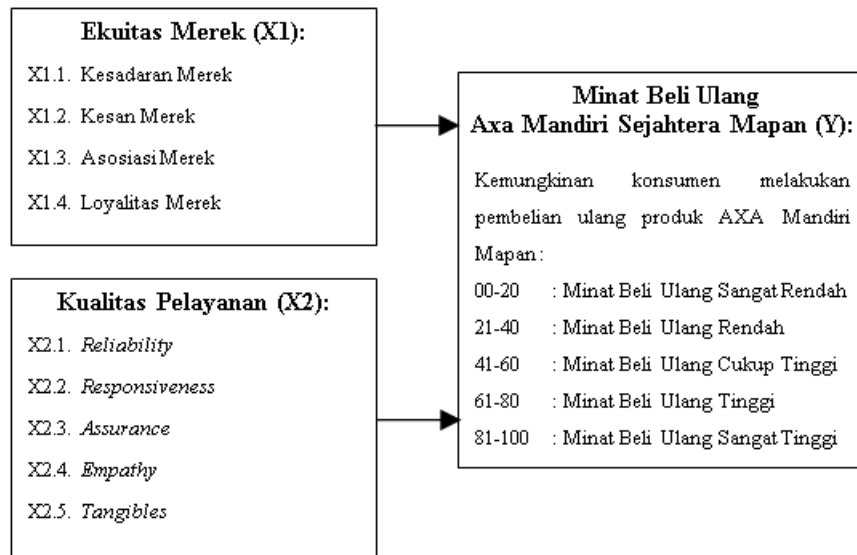 Ekuitas Merek (X1):
X1.1. Kesadaran Merek
X1.2. Kesan Merek
X1.3. Asosiasi Merek
X1.4. Loyalitas Merek
Kualitas Pelayanan (X2):
X2.1. Reliability
X2.2. Responsiveness
X2.3. Assurance
X2.4. Empathy
X2.5. Tangibles
Minat Beli Ulang
Axa Mandiri Sejahtera Mapan (Y):
Kemungkinan konsumen melakukan
pembelian ulang produk AXA Mandiri
Mapan:
00-20 : Minat Beli Ulang Sangat Rendah
21-40 : Minat Beli Ulang Rendah
41-60 : Minat Beli Ulang Cukup Tinggi
61-80 : Minat Beli Ulang Tinggi
81-100 : Minat Beli Ulang Sangat Tinggi